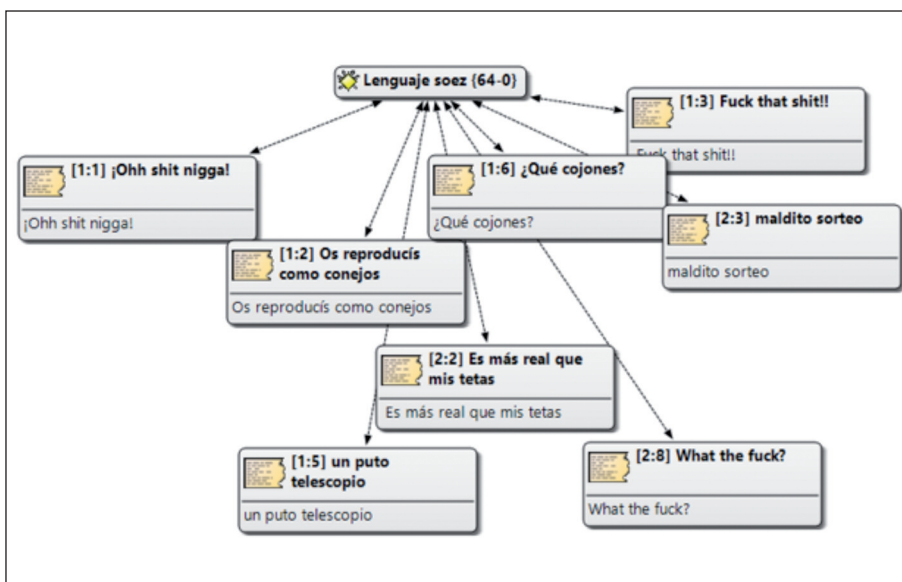 Lenguaje soez {64-0}
[1:3] Fuck that shit!!
Fuck that shit!!
[1:1] ¡Ohh shit nigga!
¡Ohh shit nigga!
[1:6] ¿Qué cojones?
¿Qué cojones?
[2:3] maldito sorteo
maldito sorteo
[1:2] Os reproducís
como conejos
Os reproducís como conejos
[2:2] Es más real que
mis tetas
Es más real que mis tetas
[1:5] un puto
telescopio
un puto telescopio
[2:8] What the fuck?
What the fuck?